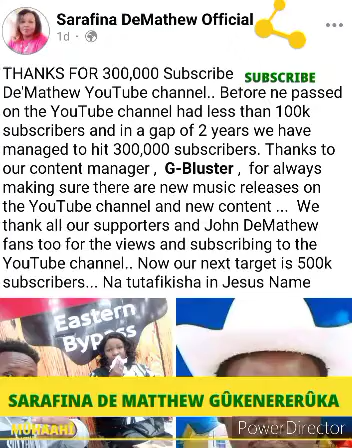 Sarafina DeMathew Official
1d
THANKS FOR 300,000 Subscribe SUBSCRIBE
De'Mathew YouTube channel.. Before ne passed
on the YouTube channel had less than 100k
subscribers and in a gap of 2 years we have
managed to hit 300,000 subscribers. Thanks to
our content manager , G-Bluster , for always
making sure there are new music releases on
the YouTube channel and new content ... We
thank all our supporters and John DeMathew
fans too for the views and subscribing to the
YouTube channel.. Now our next target is 500k
subscribers... Na tutafikisha in Jesus Name
Eastern
Bypass
SARAFINA DE MATTHEW GÛKENERERÛKA
MUHAAHI
PowerDirector